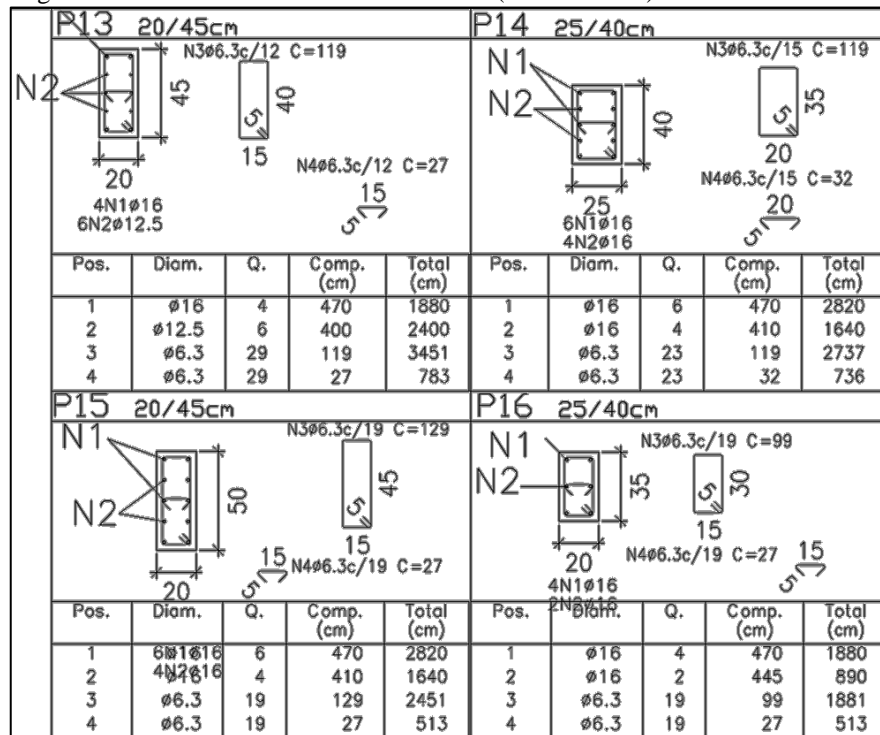 P13 20/45cm
N3ø6.3c/12 C=119
N2
45
5
40
20
15
4N1ø16
6N2ø12.5
N4ø6.3c/12 C=27
15
5
Pos. Diam. Q. Comp. (cm) Total (cm)
1 ø16 4 470 1880
2 ø12.5 6 400 2400
3 ø6.3 29 119 3451
4 ø6.3 29 27 783
P14 25/40cm
N3ø6.3c/15 C=119
N1
N2
40
5
35
20
25
6N1ø16
4N2ø16
N4ø6.3c/15 C=32
20
5
Pos. Diam. Q. Comp. (cm) Total (cm)
1 ø16 6 470 2820
2 ø16 4 410 1640
3 ø6.3 23 119 2737
4 ø6.3 23 32 736
P15 20/45cm
N3ø6.3c/19 C=129
N1
N2
50
5
45
20
15
15
5
N4ø6.3c/19 C=27
Pos. Diam. Q. Comp. (cm) Total (cm)
6N1ø16
4N2ø16
1 ø16 6 470 2820
2 ø16 4 410 1640
3 ø6.3 19 129 2451
4 ø6.3 19 27 513
P16 25/40cm
N3ø6.3c/19 C=99
N1
N2
35
5
30
20
15
4N1ø16
2N2ø16
N4ø6.3c/19 C=27
15
5
Pos. Diam. Q. Comp. (cm) Total (cm)
1 ø16 4 470 1880
2 ø16 2 445 890
3 ø6.3 19 99 1881
4 ø6.3 19 27 513